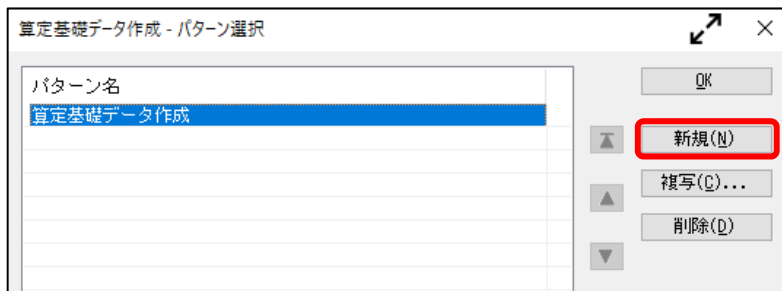 算定基礎データ作成 - パターン選択
パターン名
算定基礎データ作成
OK
新規(N)
複写(C)...
削除(D)